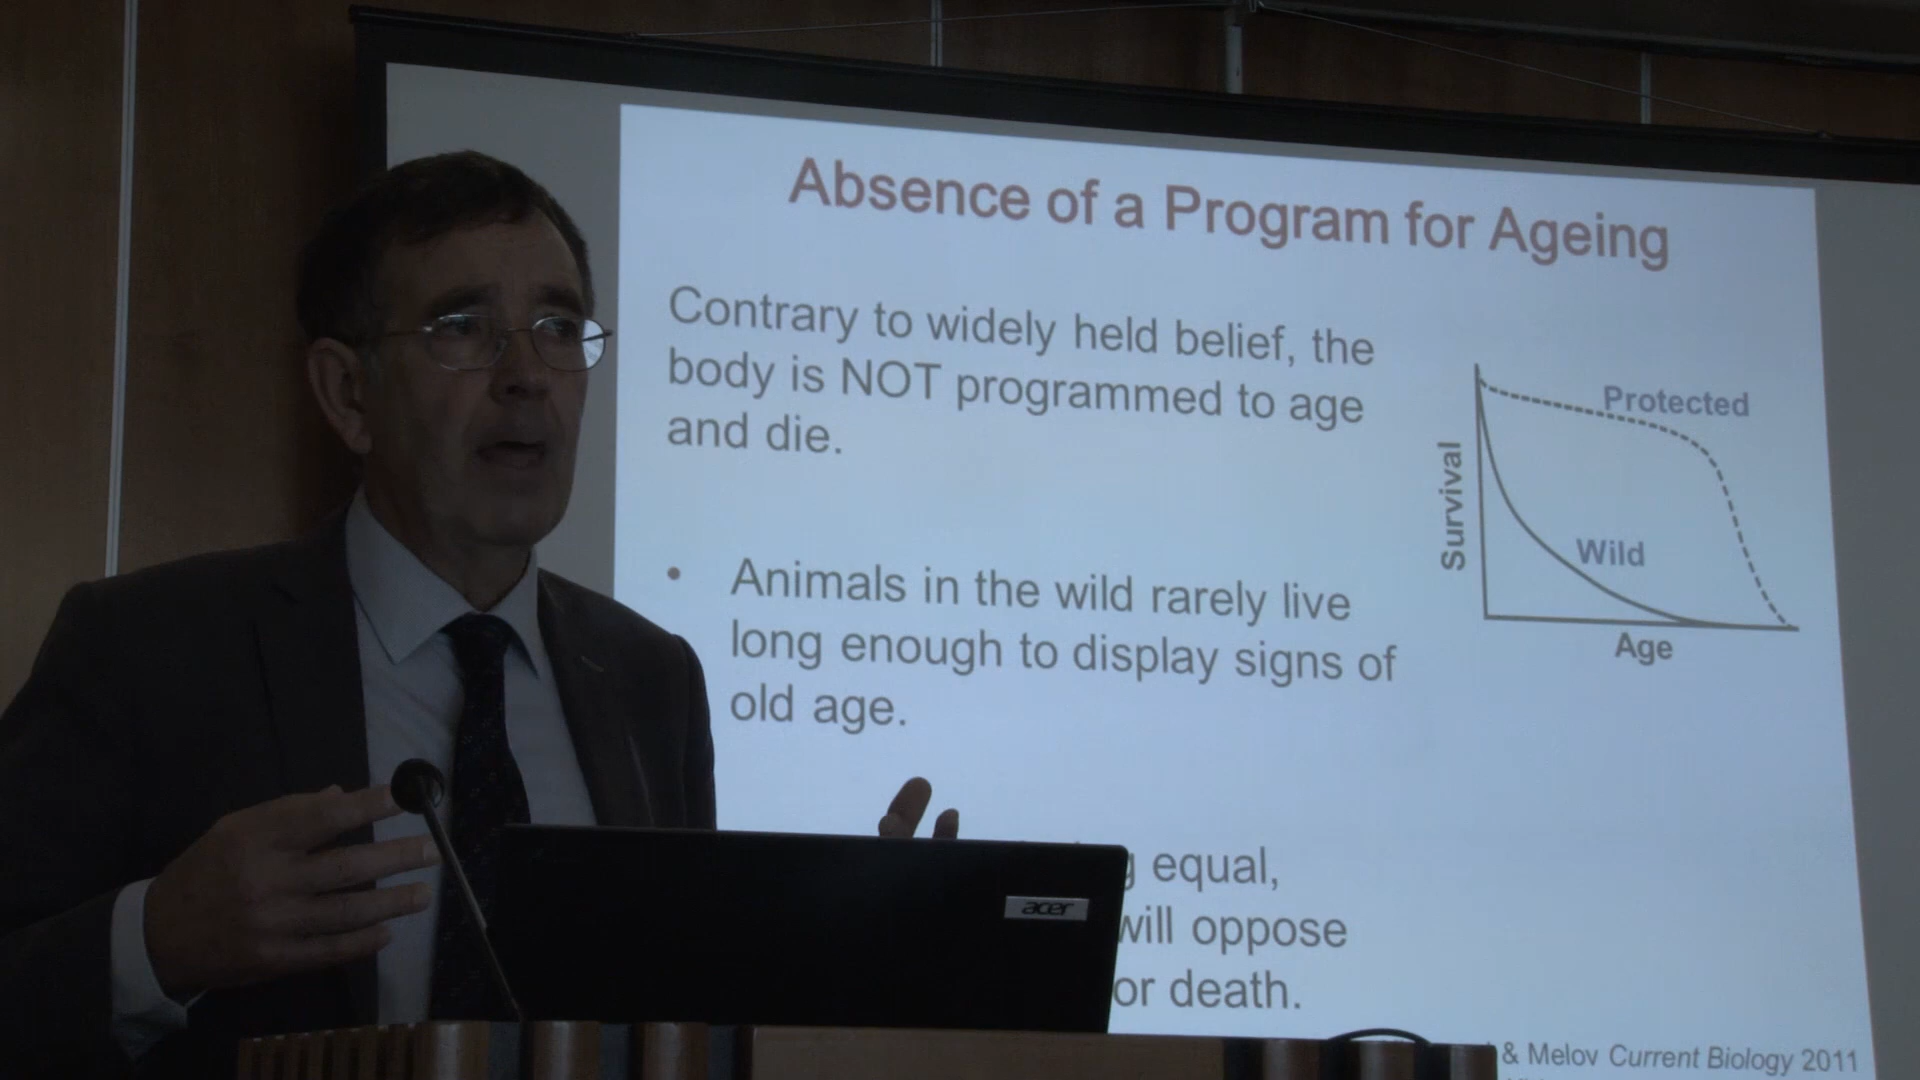 Absence of a Program for Ageing
Contrary to widely held belief, the
body is NOT programmed to age
and die.
• Animals in the wild rarely live
long enough to display signs of
old age.
equal,
will oppose
or death.
Survival
Protected
Wild
Age
& Melov Current Biology 2011
acer